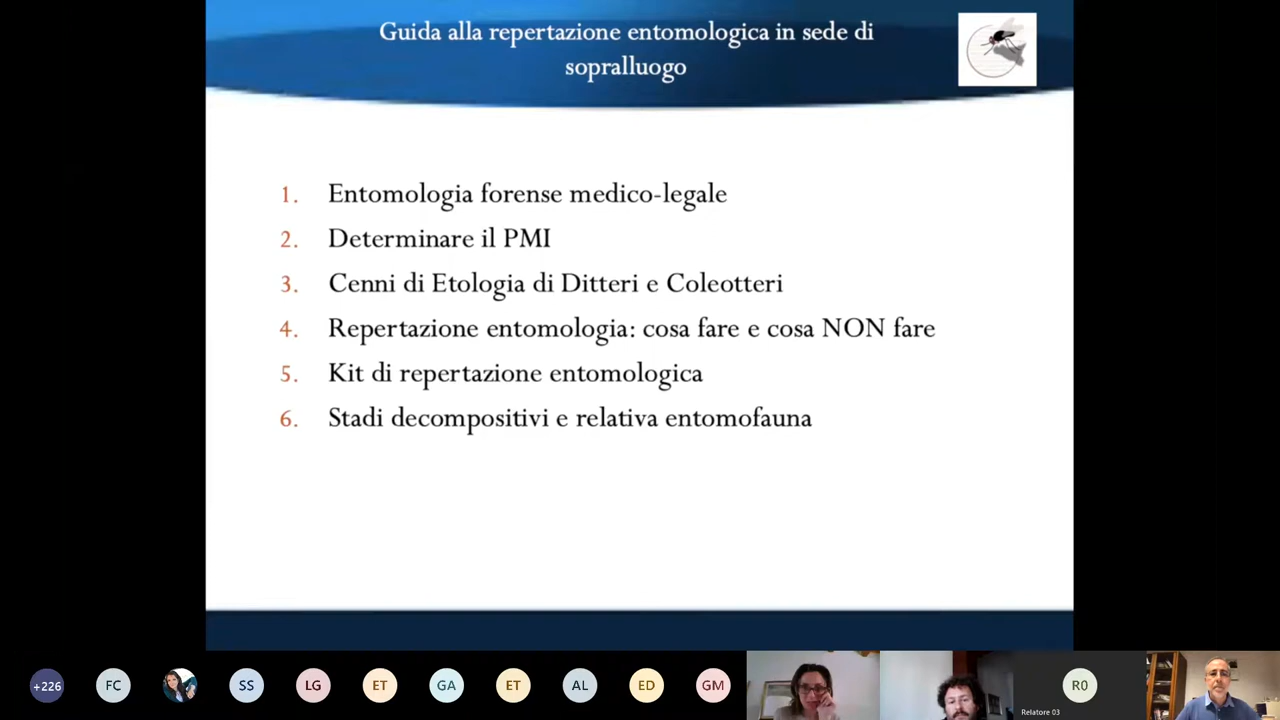 Guida alla repertazione entomologica in sede di
sopralluogo
1. Entomologia forense medico-legale
2. Determinare il PMI
3. Cenni di Etologia di Ditteri e Coleotteri
4. Repertazione entomologia: cosa fare e cosa NON fare
5. Kit di repertazione entomologica
6. Stadi decompositivi e relativa entomofauna
+226 FC SS LG ET GA ET AL ED GM R0
Relatore 03